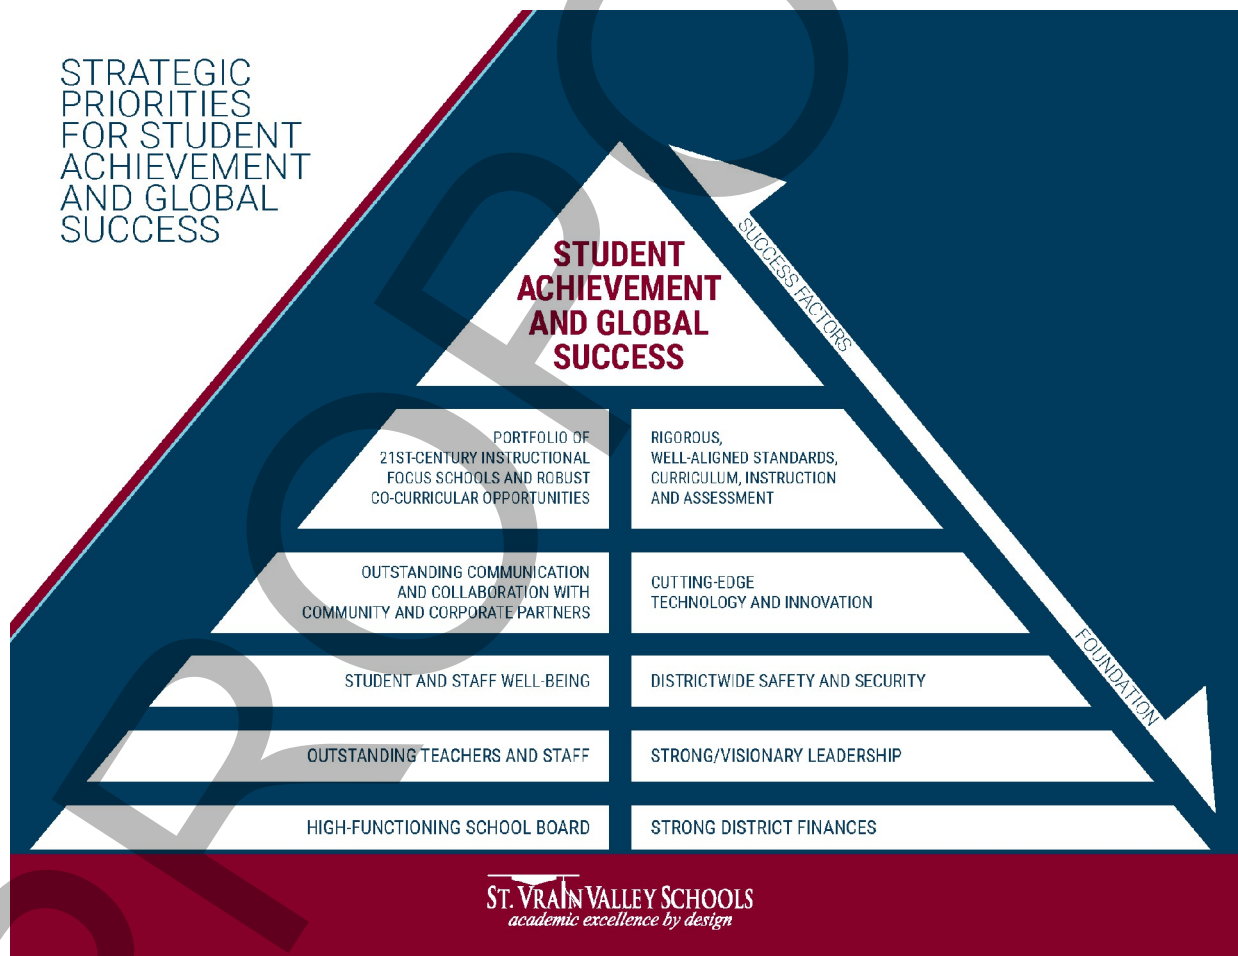 STRATEGIC
PRIORITIES
FOR STUDENT
ACHIEVEMENT
AND GLOBAL
SUCCESS
STUDENT
ACHIEVEMENT
AND GLOBAL
SUCCESS
SUCCESS FACTORS
PORTFOLIO OF
21ST-CENTURY INSTRUCTIONAL
FOCUS SCHOOLS AND ROBUST
CO-CURRICULAR OPPORTUNITIES
RIGOROUS,
WELL-ALIGNED STANDARDS,
CURRICULUM, INSTRUCTION
AND ASSESSMENT
OUTSTANDING COMMUNICATION
AND COLLABORATION WITH
COMMUNITY AND CORPORATE PARTNERS
CUTTING-EDGE
TECHNOLOGY AND INNOVATION
FOUNDATION
STUDENT AND STAFF WELL-BEING
DISTRICTWIDE SAFETY AND SECURITY
OUTSTANDING TEACHERS AND STAFF
STRONG/VISIONARY LEADERSHIP
HIGH-FUNCTIONING SCHOOL BOARD
STRONG DISTRICT FINANCES
ST. VRAIN VALLEY SCHOOLS
academic excellence by design